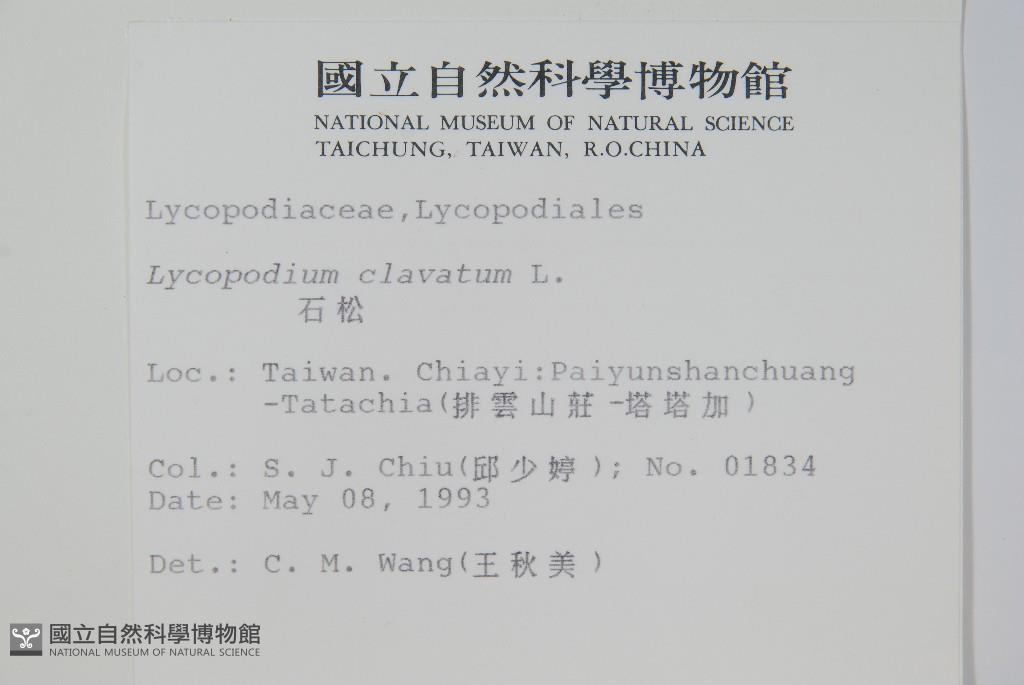 國立自然科學博物館
NATIONAL MUSEUM OF NATURAL SCIENCE
TAICHUNG, TAIWAN, R.O.CHINA
Lycopodiaceae,Lycopodiales
Lycopodium clavatum L.
石松
Loc.: Taiwan. Chiayi:Paiyunshanchuang
-Tatachia(排雲山莊-塔塔加)
Col.: S. J. Chiu(邱少婷); No. 01834
Date: May 08, 1993
Det.: C. M. Wang(王秋美)
國立自然科學博物館
NATIONAL MUSEUM OF NATURAL SCIENCE